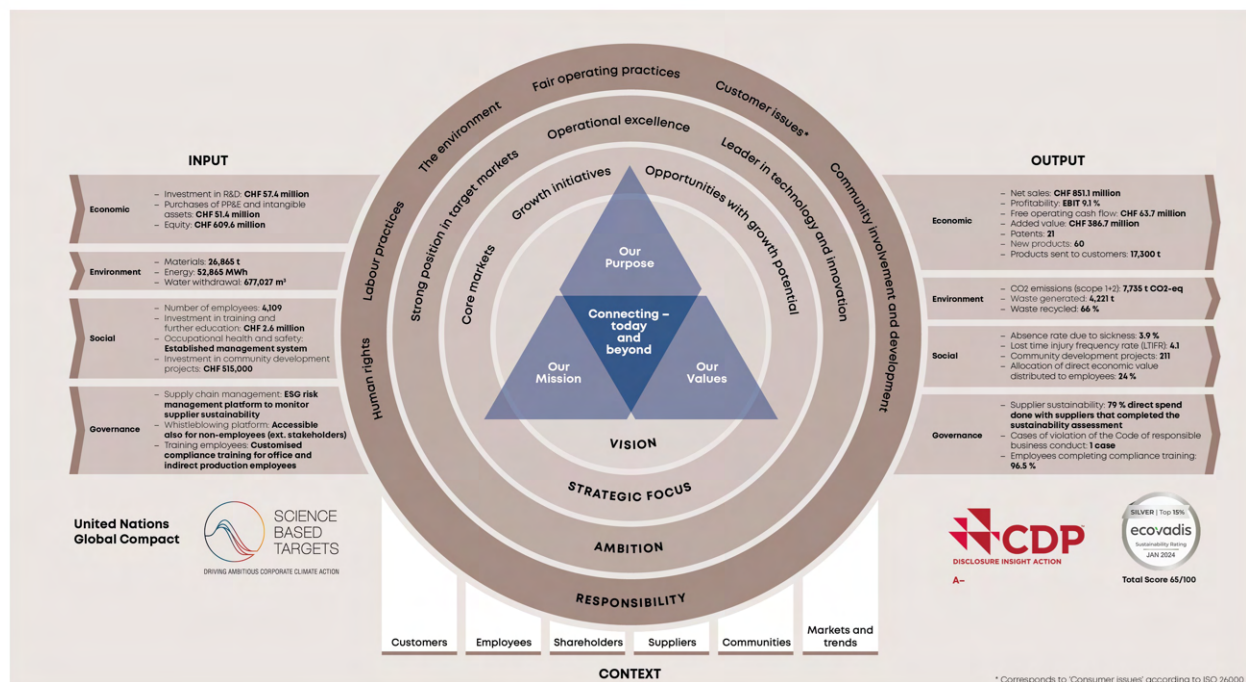 INPUT
Economic
– Investment in R&D: CHF 57.4 million
– Purchases of PP&E and intangible
assets: CHF 51.4 million
– Equity: CHF 609.6 million
Environment
– Materials: 26,865 t
– Energy: 52,865 MWh
– Water withdrawal: 677,027 m³
Social
– Number of employees: 4,109
– Investment in training and
further education: CHF 2.6 million
– Occupational health and safety:
Established management system
– Investment in community development
projects: CHF 515,000
Governance
– Supply chain management: ESG risk
management platform to monitor
supplier sustainability
– Whistleblowing platform: Accessible
also for non-employees (ext. stakeholders)
– Training employees: Customised
compliance training for office and
indirect production employees
United Nations
Global Compact
SCIENCE
BASED
TARGETS
DRIVING AMBITIOUS CORPORATE CLIMATE ACTION
Human rights
Labour practices
The environment
Fair operating practices
Customer issues*
Community involvement and development
Strong position in target markets
Operational excellence
Leader in technology and innovation
Core markets
Growth initiatives
Opportunities with growth potential
Our
Purpose
Connecting –
today
and
beyond
Our
Mission
Our
Values
VISION
STRATEGIC FOCUS
AMBITION
RESPONSIBILITY
Customers
Employees
Shareholders
Suppliers
Communities
Markets and
trends
CONTEXT
OUTPUT
Economic
– Net sales: CHF 851.1 million
– Profitability: EBIT 9.1 %
– Free operating cash flow: CHF 63.7 million
– Added value: CHF 386.7 million
– Patents: 21
– New products: 60
– Products sent to customers: 17,300 t
Environment
– CO2 emissions (scope 1+2): 7,735 t CO2-eq
– Waste generated: 4,221 t
– Waste recycled: 66 %
Social
– Absence rate due to sickness: 3.9 %
– Lost time injury frequency rate (LTIFR): 4.1
– Community development projects: 211
– Allocation of direct economic value
distributed to employees: 24 %
Governance
– Supplier sustainability: 79 % direct spend
done with suppliers that completed the
sustainability assessment
– Cases of violation of the Code of responsible
business conduct: 1 case
– Employees completing compliance training:
96.5 %
CDP
DISCLOSURE INSIGHT ACTION
A–
SILVER | Top 15%
ecovadis
Sustainability Rating
JAN 2024
Total Score 65/100
* Corresponds to 'Consumer issues' according to ISO 26000